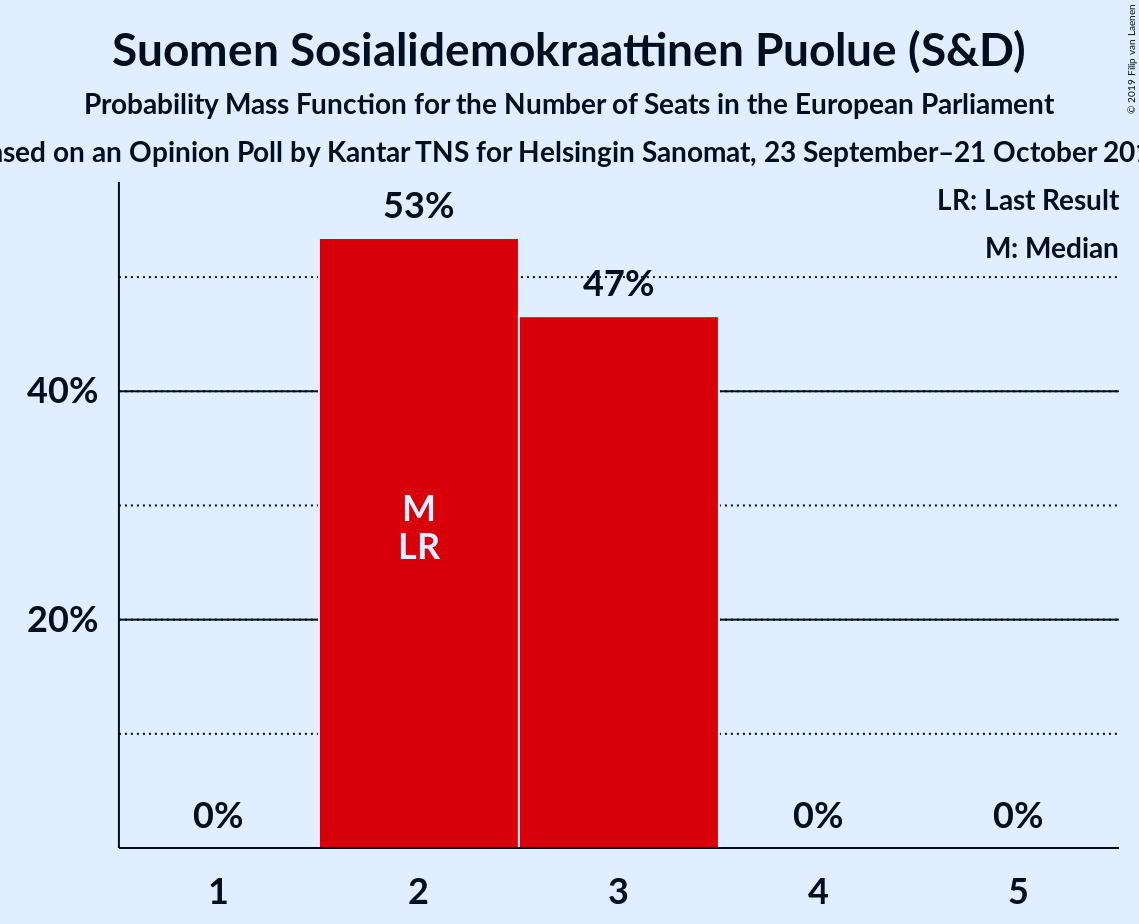 Suomen Sosialidemokraattinen Puolue (S&D)
Probability Mass Function for the Number of Seats in the European Parliament
on an Opinion Poll by Kantar TNS for Helsingin Sanomat, 23 September–21 October
© 2019 Filip van Laenen
LR: Last Result
M: Median
53%
47%
40%
M
LR
20%
0%
0%
0%
1
2
3
4
5